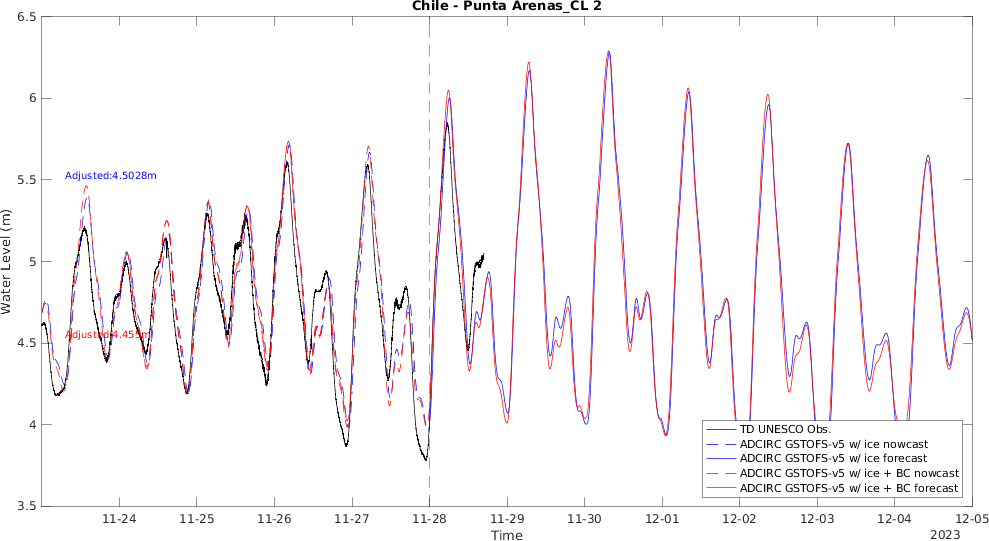 Chile - Punta Arenas_CL 2
6.5
6
5.5
5
4.5
4
3.5
Water Level (m)
Adjusted:4.5028m
Adjusted:4.455m
TD UNESCO Obs.
ADCIRC GSTOFS-v5 w/ ice nowcast
ADCIRC GSTOFS-v5 w/ ice forecast
ADCIRC GSTOFS-v5 w/ ice + BC nowcast
ADCIRC GSTOFS-v5 w/ ice + BC forecast
11-24
11-25
11-26
11-27
11-28
11-29
11-30
12-01
12-02
12-03
12-04
12-05
Time
2023